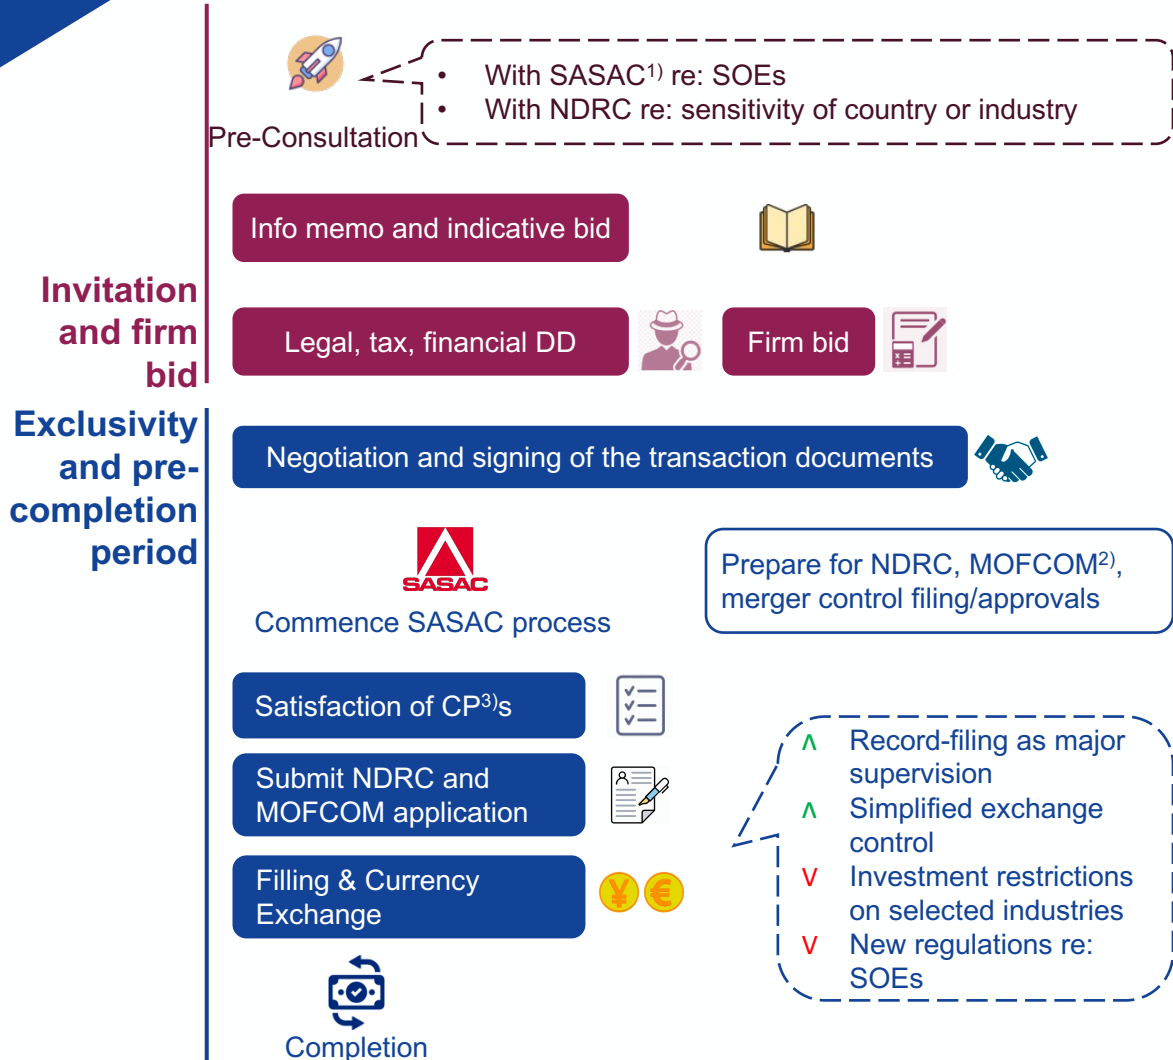 • With SASAC1) re: SOEs
• With NDRC re: sensitivity of country or industry
Pre-Consultation
Info memo and indicative bid
Invitation
and firm
bid
Legal, tax, financial DD
Firm bid
Exclusivity
and pre-
completion
period
Negotiation and signing of the transaction documents
SASAC
Commence SASAC process
Prepare for NDRC, MOFCOM2),
merger control filing/approvals
Satisfaction of CP3)s
Submit NDRC and
MOFCOM application
Filling & Currency
Exchange
¥ €
Completion
∧ Record-filing as major
supervision
∧ Simplified exchange
control
∨ Investment restrictions
on selected industries
∨ New regulations re:
SOEs